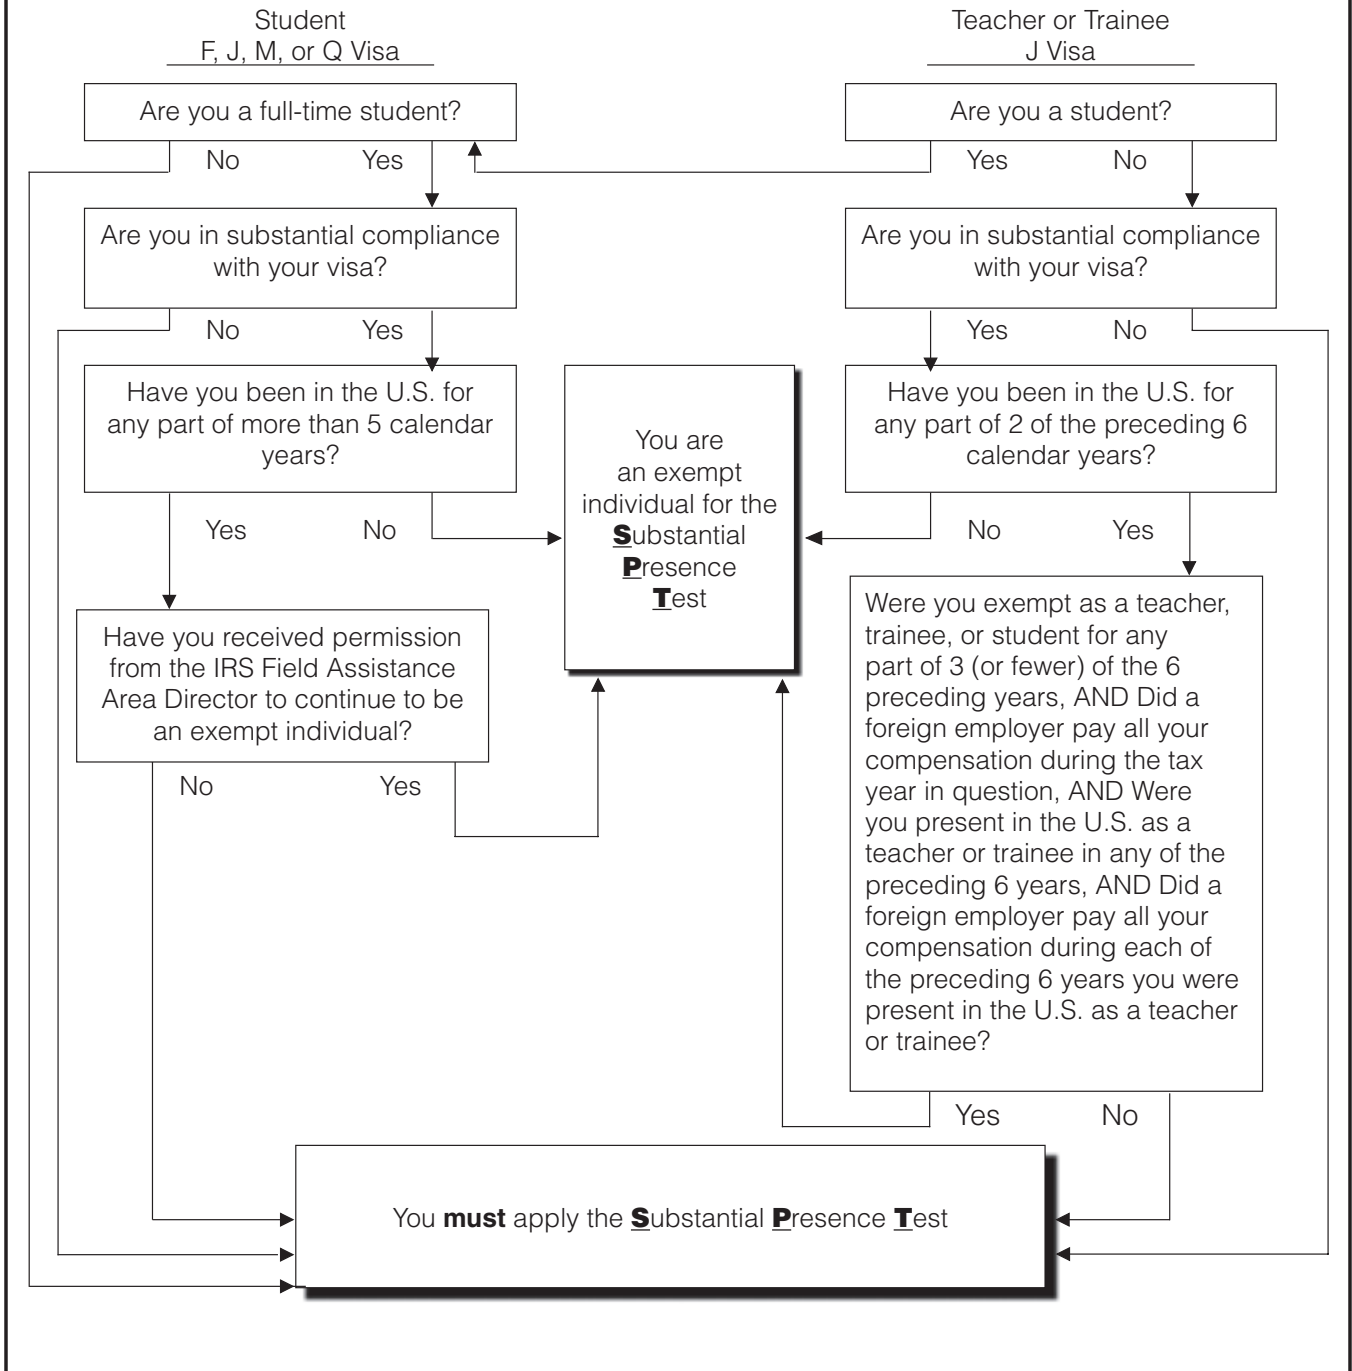 Student
F, J, M, or Q Visa
Are you a full-time student?
No
Yes
Are you in substantial compliance
with your visa?
No
Yes
Have you been in the U.S. for
any part of more than 5 calendar
years?
Yes
No
Have you received permission
from the IRS Field Assistance
Area Director to continue to be
an exempt individual?
No
Yes
You are
an exempt
individual for the
Substantial
Presence
Test
Teacher or Trainee
J Visa
Are you a student?
Yes
No
Are you in substantial compliance
with your visa?
Yes
No
Have you been in the U.S. for
any part of 2 of the preceding 6
calendar years?
No
Yes
Were you exempt as a teacher,
trainee, or student for any
part of 3 (or fewer) of the 6
preceding years, AND Did a
foreign employer pay all your
compensation during the tax
year in question, AND Were
you present in the U.S. as a
teacher or trainee in any of the
preceding 6 years, AND Did a
foreign employer pay all your
compensation during each of
the preceding 6 years you were
present in the U.S. as a teacher
or trainee?
Yes
No
You must apply the Substantial Presence Test